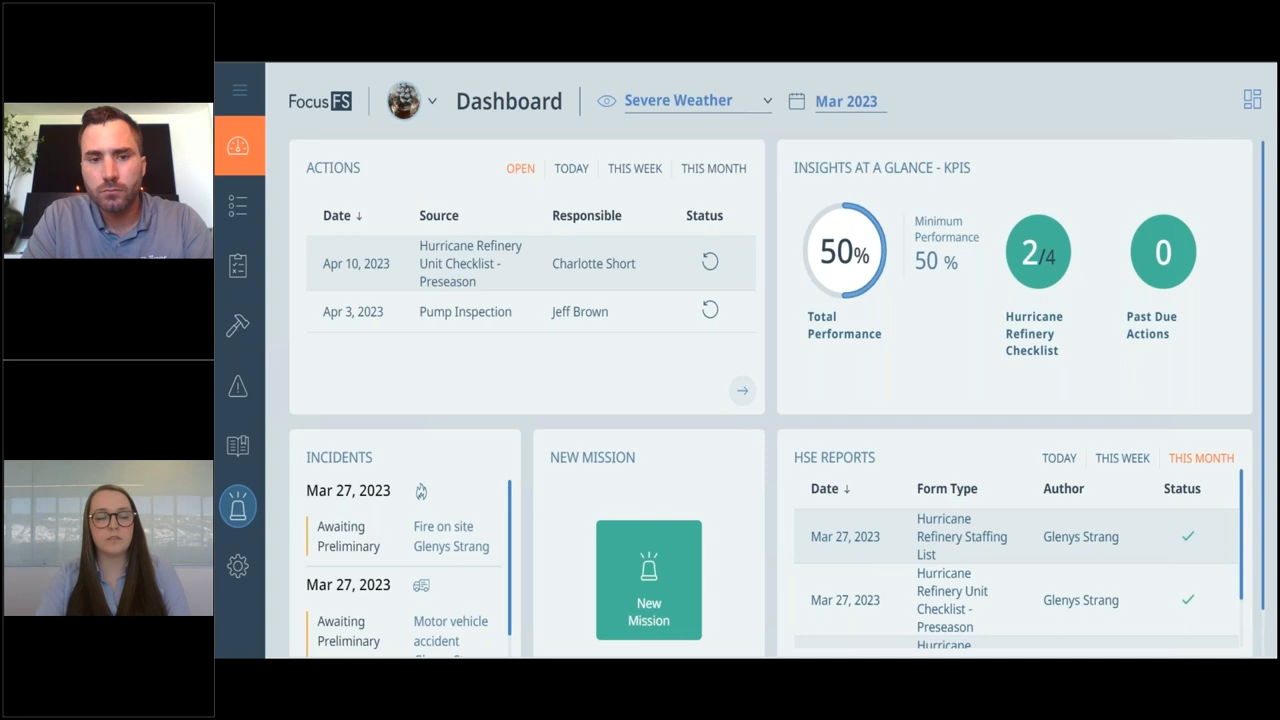 FocusFS
Dashboard
Severe Weather
Mar 2023
ACTIONS
OPEN
TODAY
THIS WEEK
THIS MONTH
Date ↓
Source
Responsible
Status
Apr 10, 2023
Hurricane Refinery
Unit Checklist -
Preseason
Charlotte Short
Apr 3, 2023
Pump Inspection
Jeff Brown
INSIGHTS AT A GLANCE - KPIS
50%
Total
Performance
Minimum
Performance
50 %
2/4
Hurricane
Refinery
Checklist
0
Past Due
Actions
INCIDENTS
Mar 27, 2023
Awaiting
Preliminary
Fire on site
Glenys Strang
Mar 27, 2023
Awaiting
Preliminary
Motor vehicle
accident
NEW MISSION
New
Mission
HSE REPORTS
TODAY
THIS WEEK
THIS MONTH
Date ↓
Form Type
Author
Status
Mar 27, 2023
Hurricane
Refinery Staffing
List
Glenys Strang
Mar 27, 2023
Hurricane
Refinery Unit
Checklist -
Preseason
Glenys Strang
Hurricane